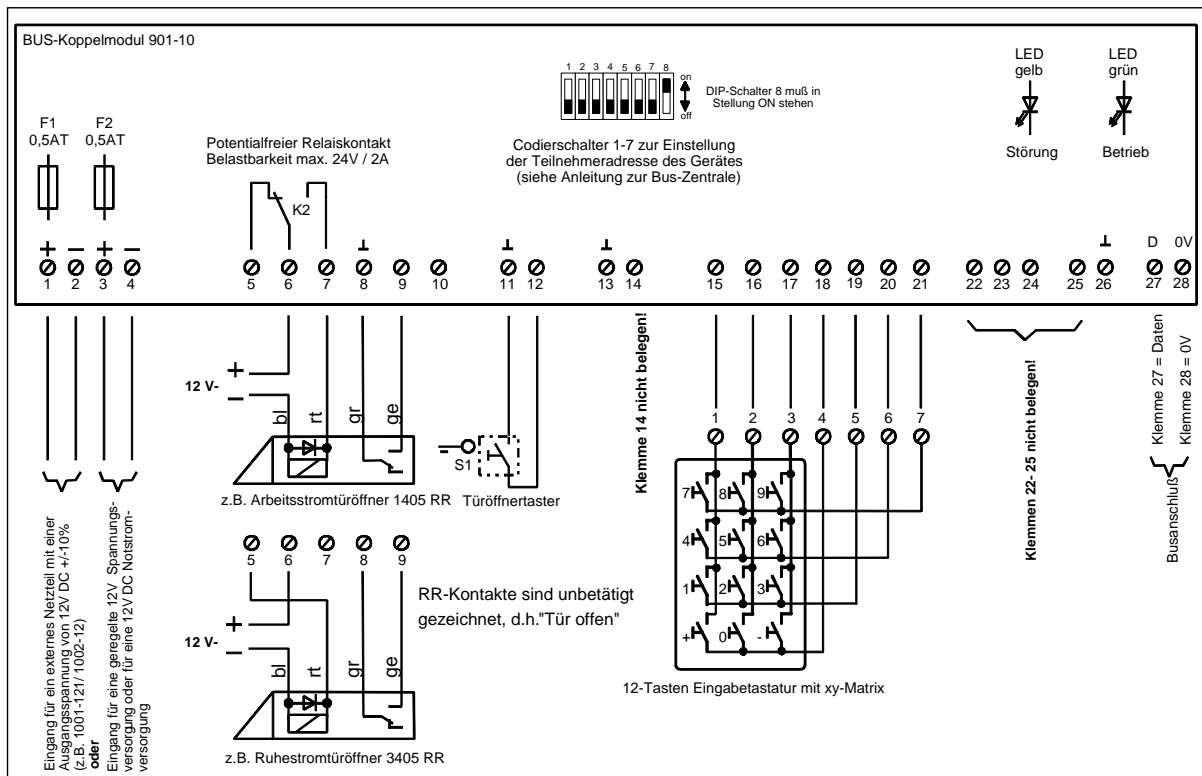 BUS-Koppelmodul 901-10
F1
0,5AT
F2
0,5AT
Potentialfreier Relaiskontakt
Belastbarkeit max. 24V / 2A
K2
1 2 3 4 5 6 7 8
on
off
DIP-Schalter 8 muß in
Stellung ON stehen
Codierschalter 1-7 zur Einstellung
der Teilnehmeradresse des Gerätes
(siehe Anleitung zur Bus-Zentrale)
LED
gelb
Störung
LED
grün
Betrieb
D
0V
+ − + −
1 2 3 4 5 6 7 8 9 10 11 12 13 14 15 16 17 18 19 20 21 22 23 24 25 26 27 28
Eingang für ein externes Netzteil mit einer
Ausgangsspannung von 12V DC +/-10%
(z.B. 1001-121/ 1002-12)
oder
Eingang für eine geregelte 12V Spannungs-
versorgung oder für eine 12V DC Notstrom-
versorgung
12 V-
+
−
bl
rt
gr
ge
z.B. Arbeitsstromtüröffner 1405 RR
S1
Türöffnertaster
5 6 7 8 9
12 V-
+
−
bl
rt
gr
ge
z.B. Ruhestromtüröffner 3405 RR
RR-Kontakte sind unbetätigt
gezeichnet, d.h."Tür offen"
Klemme 14 nicht belegen!
1 2 3 4 5 6 7
7 8 9
4 5 6
1 2 3
+ 0 -
12-Tasten Eingabetastatur mit xy-Matrix
Klemmen 22- 25 nicht belegen!
Klemme 27 = Daten
Klemme 28 = 0V
Busanschluß